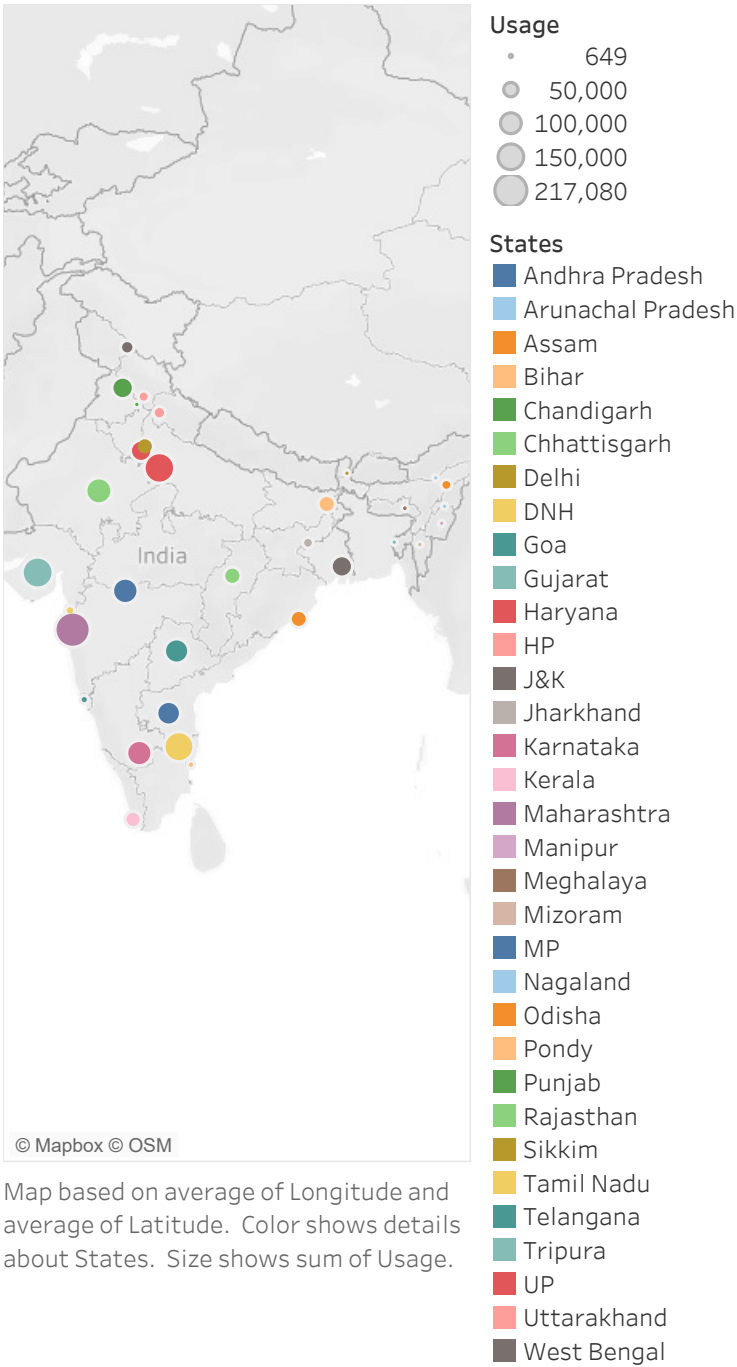 India
© Mapbox © OSM
Map based on average of Longitude and
average of Latitude. Color shows details
about States. Size shows sum of Usage.
Usage
649
50,000
100,000
150,000
217,080
States
Andhra Pradesh
Arunachal Pradesh
Assam
Bihar
Chandigarh
Chhattisgarh
Delhi
DNH
Goa
Gujarat
Haryana
HP
J&K
Jharkhand
Karnataka
Kerala
Maharashtra
Manipur
Meghalaya
Mizoram
MP
Nagaland
Odisha
Pondy
Punjab
Rajasthan
Sikkim
Tamil Nadu
Telangana
Tripura
UP
Uttarakhand
West Bengal